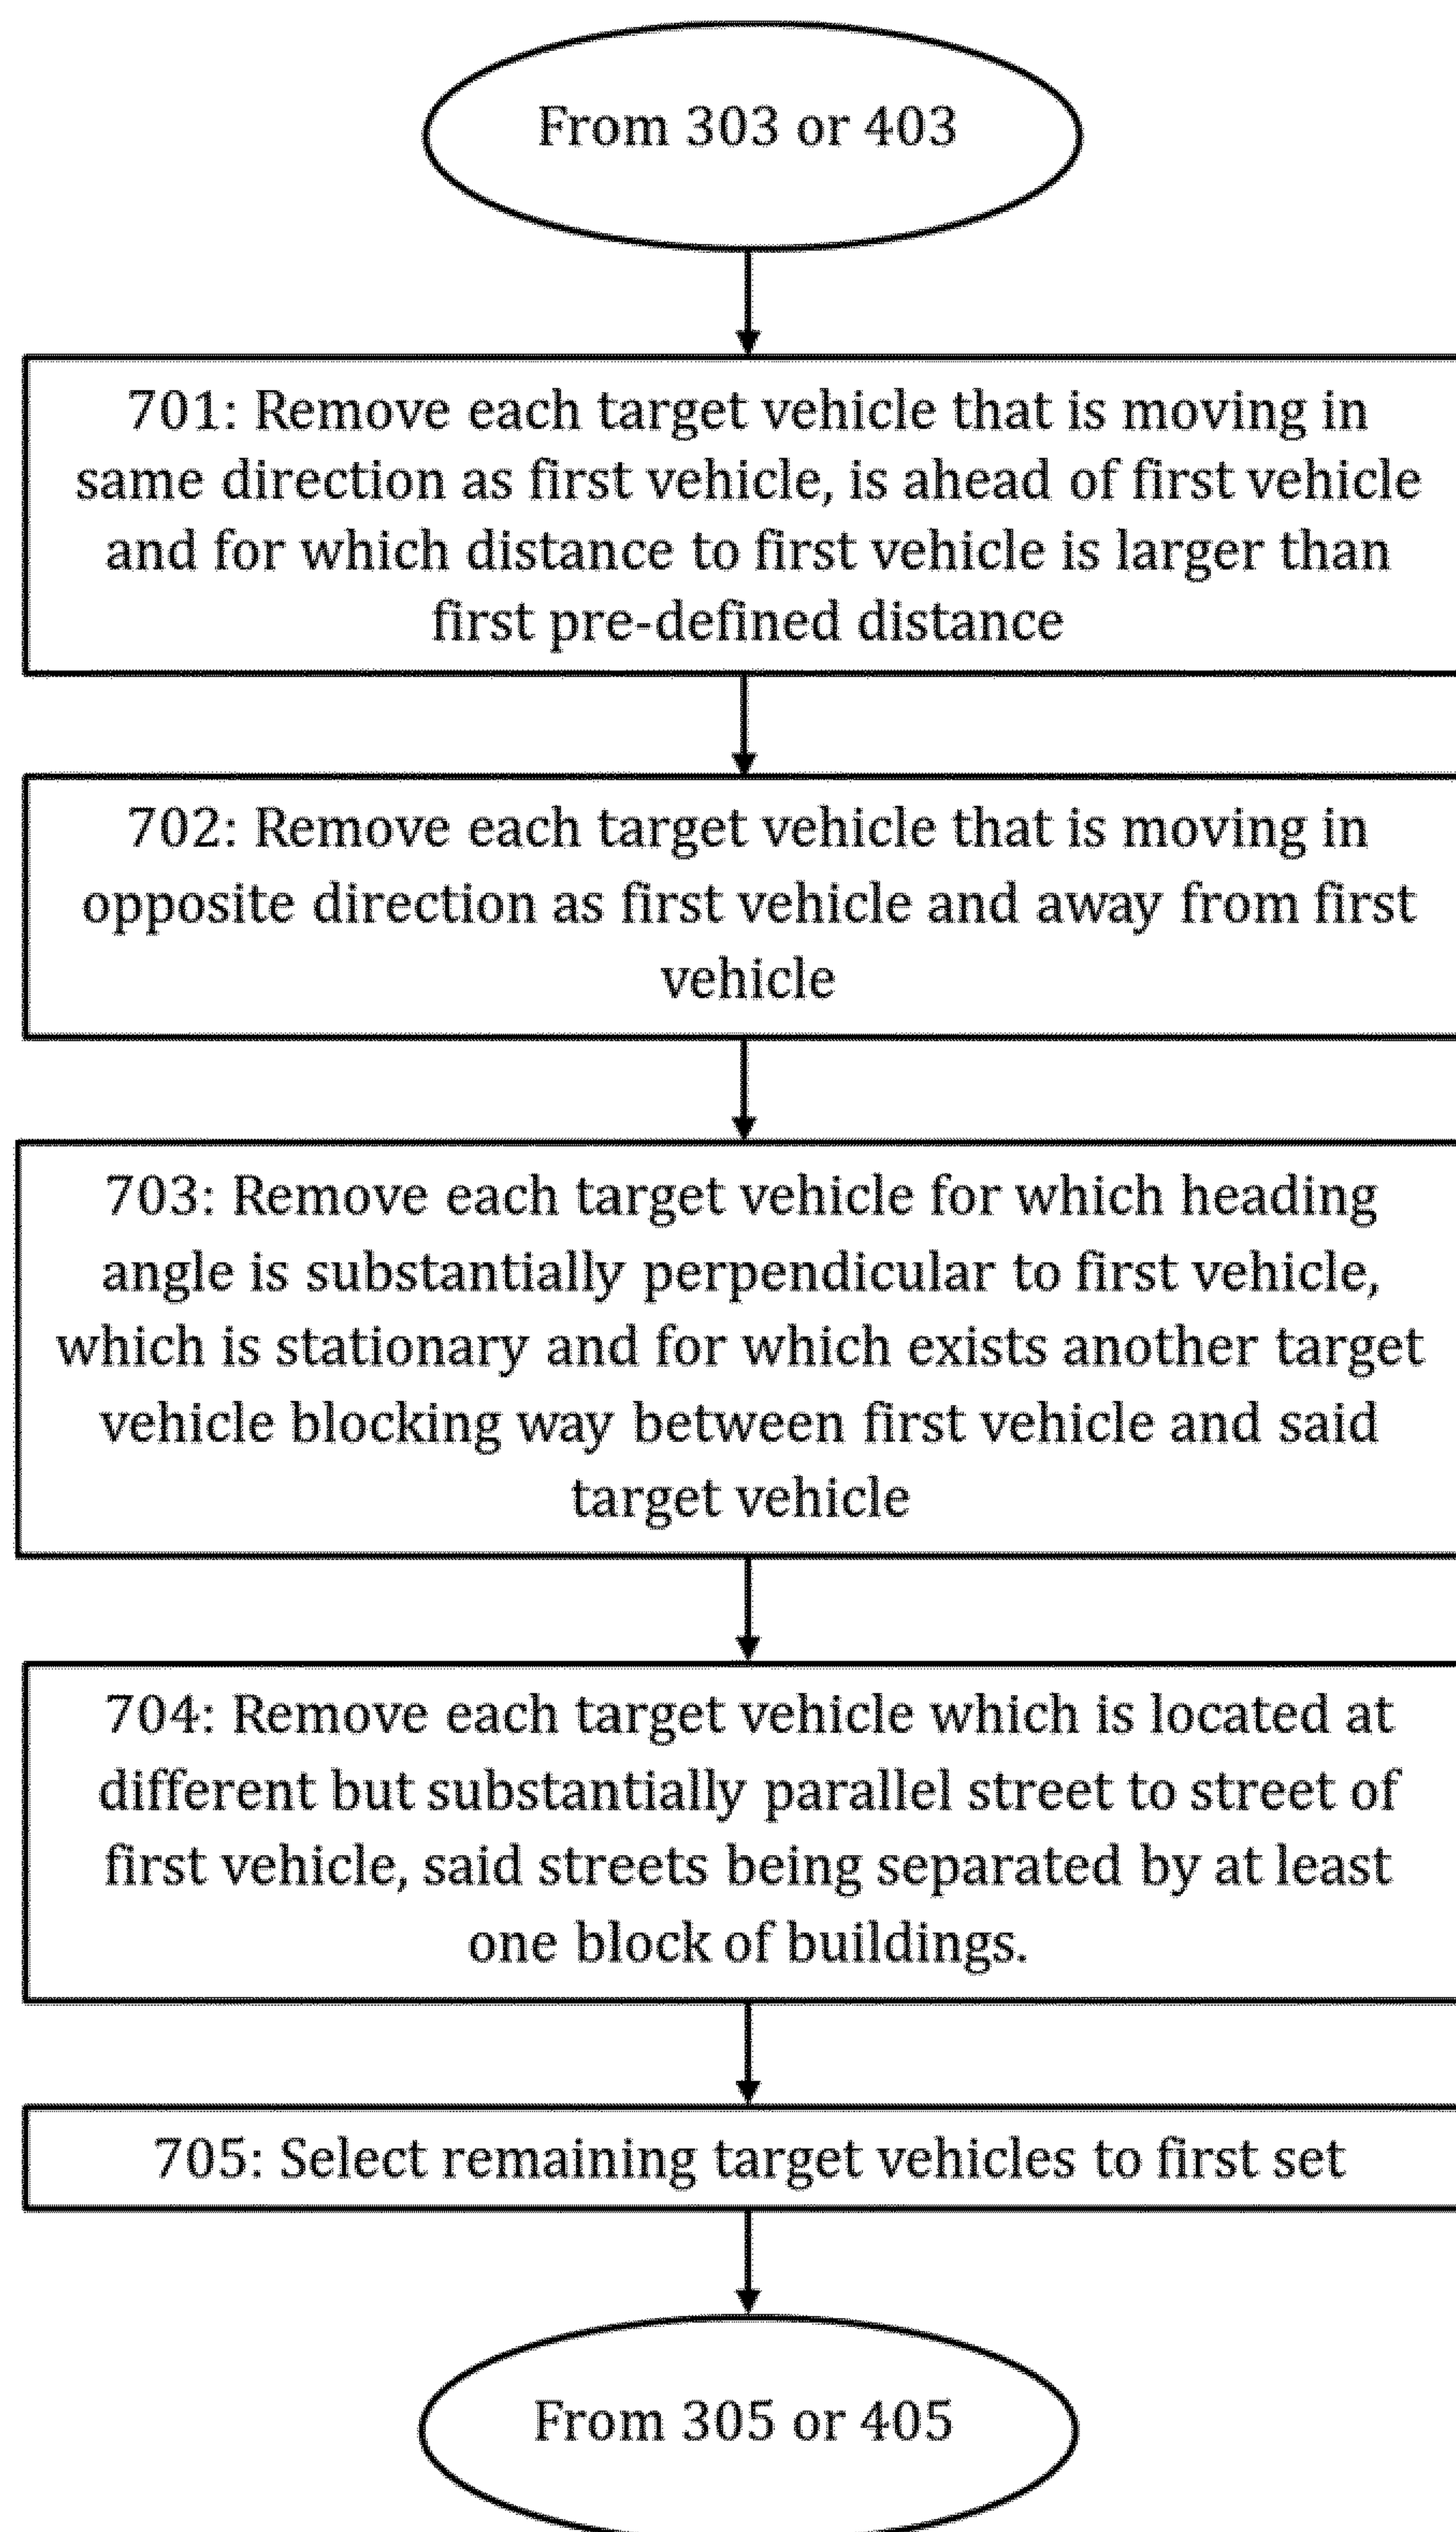 From 303 or 403
701: Remove each target vehicle that is moving in
same direction as first vehicle, is ahead of first vehicle
and for which distance to first vehicle is larger than
first pre-defined distance
702: Remove each target vehicle that is moving in
opposite direction as first vehicle and away from first
vehicle
703: Remove each target vehicle for which heading
angle is substantially perpendicular to first vehicle,
which is stationary and for which exists another target
vehicle blocking way between first vehicle and said
target vehicle
704: Remove each target vehicle which is located at
different but substantially parallel street to street of
first vehicle, said streets being separated by at least
one block of buildings.
705: Select remaining target vehicles to first set
From 305 or 405